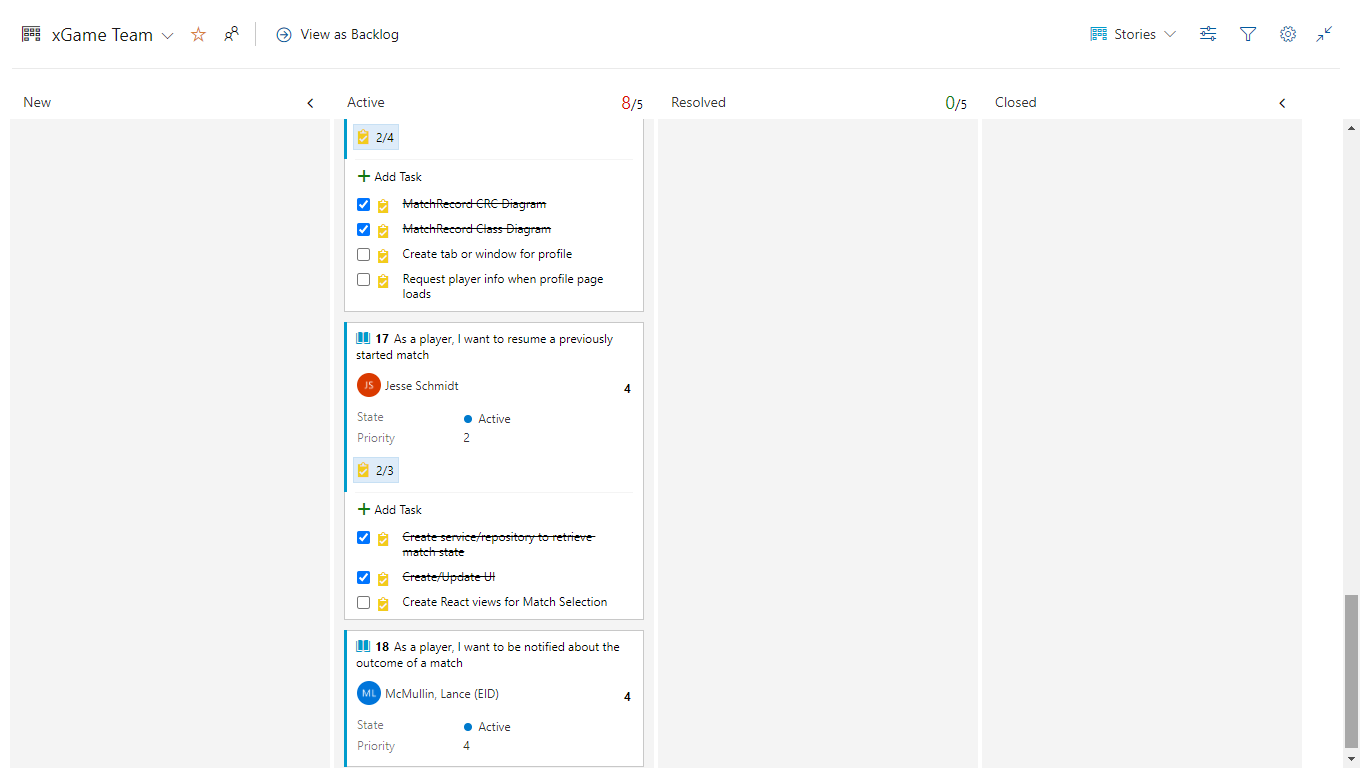 xGame Team
View as Backlog
Stories
New
Active
8/5
Resolved
0/5
Closed
2/4
Add Task
MatchRecord CRC Diagram
MatchRecord Class Diagram
Create tab or window for profile
Request player info when profile page
loads
17 As a player, I want to resume a previously
started match
JS Jesse Schmidt 4
State Active
Priority 2
2/3
Add Task
Create service/repository to retrieve
match state
Create/Update UI
Create React views for Match Selection
18 As a player, I want to be notified about the
outcome of a match
ML McMullin, Lance (EID) 4
State Active
Priority 4